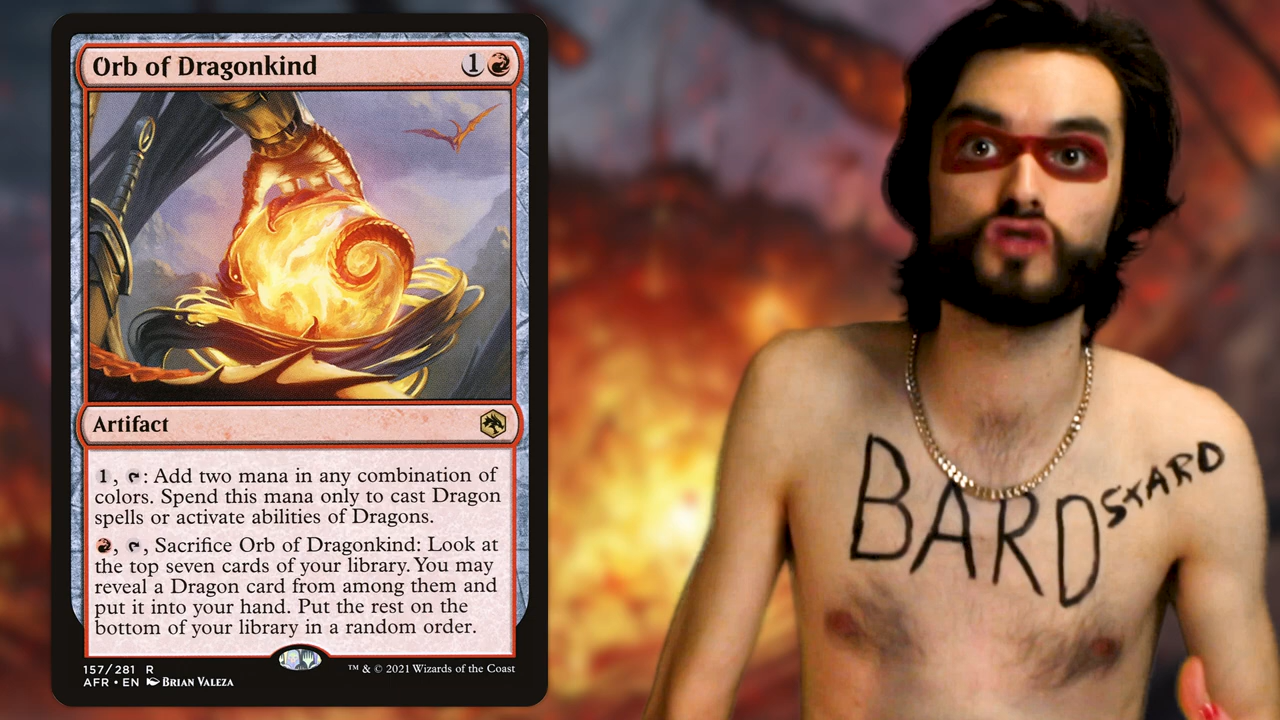 Orb of Dragonkind 1
Artifact
1, : Add two mana in any combination of
colors. Spend this mana only to cast Dragon
spells or activate abilities of Dragons.
, , Sacrifice Orb of Dragonkind: Look at
the top seven cards of your library. You may
reveal a Dragon card from among them and
put it into your hand. Put the rest on the
bottom of your library in a random order.
157/281 R
AFR • EN BRIAN VALEZA
™ & © 2021 Wizards of the Coast
BARDSTARD